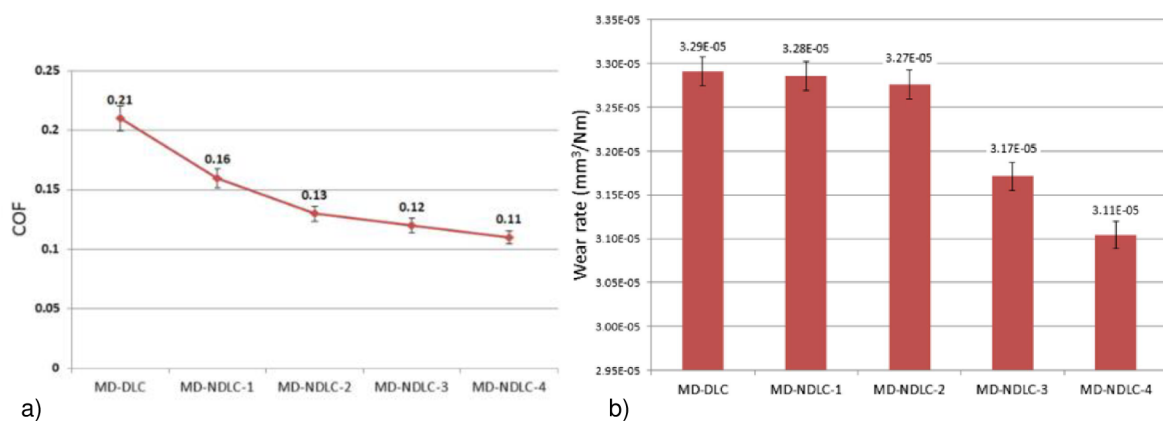 COF
0.25
0.2
0.15
0.1
0.05
0
0.21
0.16
0.13
0.12
0.11
MD-DLC MD-NDLC-1 MD-NDLC-2 MD-NDLC-3 MD-NDLC-4
a)
Wear rate (mm³/Nm)
3.35E-05
3.30E-05
3.25E-05
3.20E-05
3.15E-05
3.10E-05
3.05E-05
3.00E-05
2.95E-05
3.29E-05
3.28E-05
3.27E-05
3.17E-05
3.11E-05
MD-DLC MD-NDLC-1 MD-NDLC-2 MD-NDLC-3 MD-NDLC-4
b)